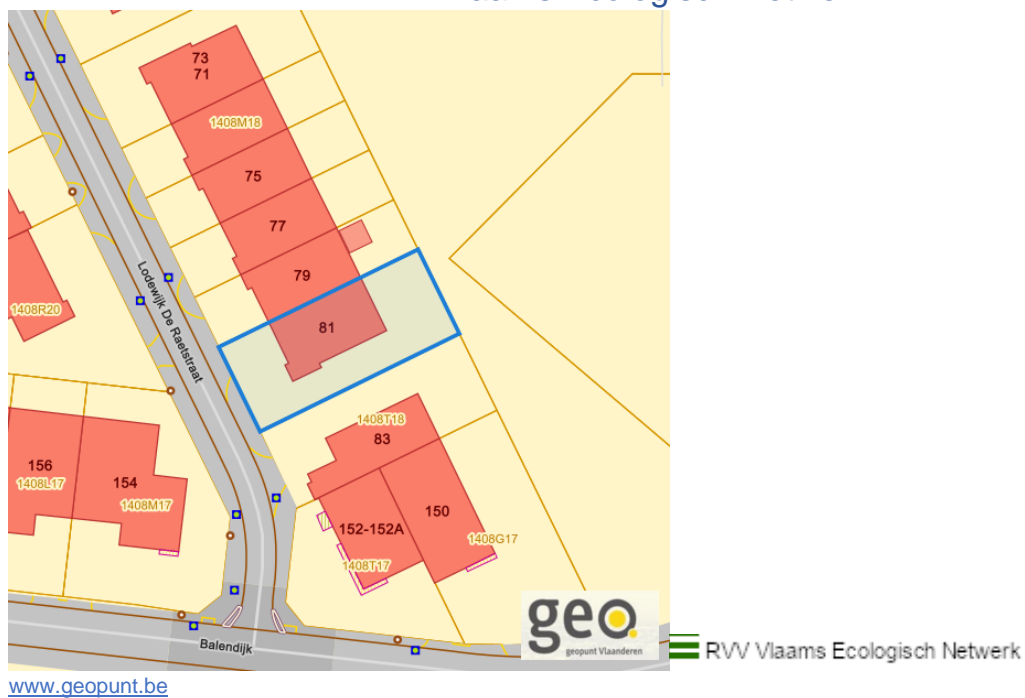 73
71
1408M18
75
77
79
81
Lodewijk De Raetstraat
1408R20
1408T18
83
156
1408L17
154
1408M17
150
152-152A
1408G17
1408T17
Balendijk
geo
geopunt Vlaanderen
RVV Vlaams Ecologisch Netwerk
www.geopunt.be